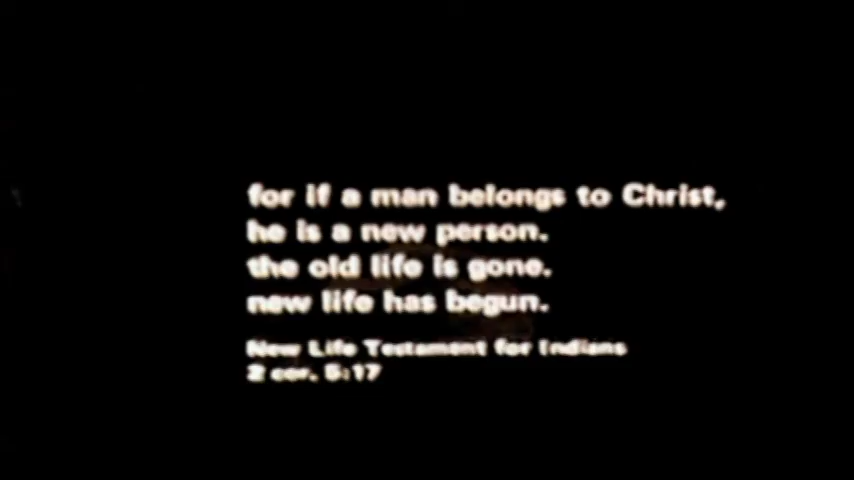 for if a man belongs to Christ,
he is a new person.
the old life is gone.
new life has begun.
New Life Testament for Indians
2 cor. 5:17